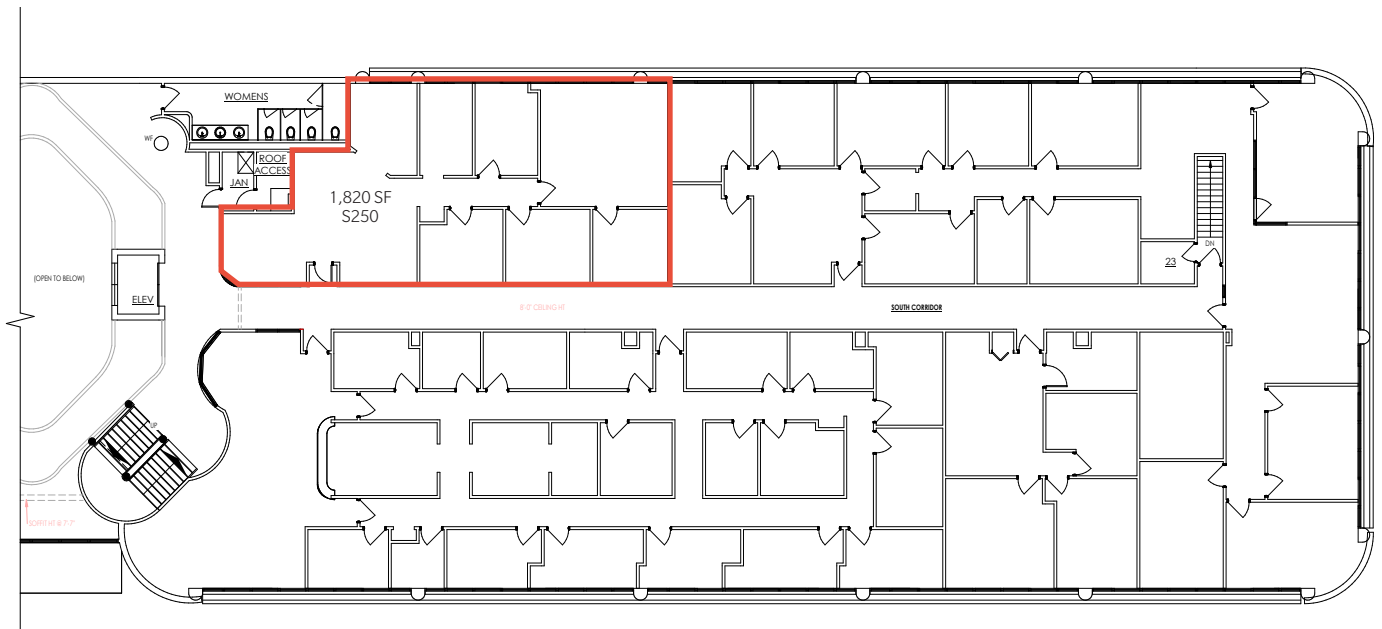 WOMENS
WF
ROOF
ACCESS
JAN
1,820 SF
S250
(OPEN TO BELOW)
ELEV
8'-0" CEILING HT
SOUTH CORRIDOR
23
DN
UP
SOFFIT HT @ 7'-7"